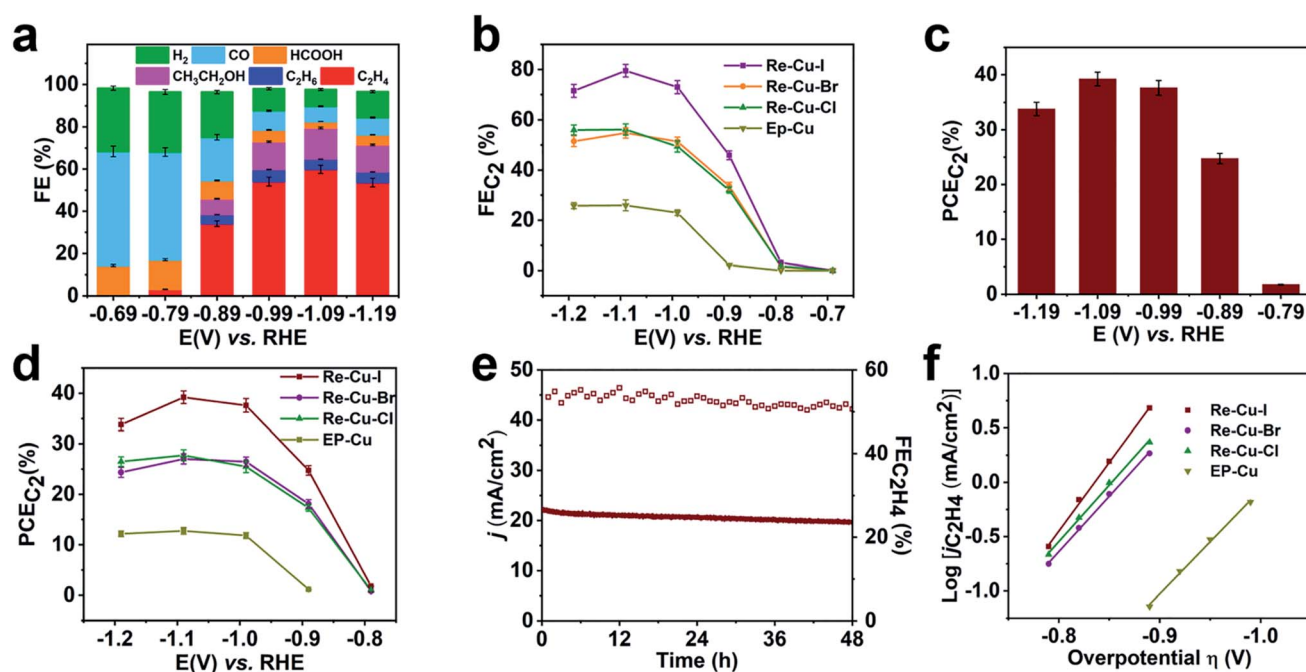 a
H2 CO HCOOH
CH3CH2OH C2H6 C2H4
FE (%)
100
80
60
40
20
0
-0.69 -0.79 -0.89 -0.99 -1.09 -1.19
E(V) vs. RHE
b
Re-Cu-I
Re-Cu-Br
Re-Cu-Cl
Ep-Cu
FEC2 (%)
80
60
40
20
0
-1.2 -1.1 -1.0 -0.9 -0.8 -0.7
E(V) vs. RHE
c
PCEC2(%)
40
30
20
10
0
-1.19 -1.09 -0.99 -0.89 -0.79
E (V) vs. RHE
d
Re-Cu-I
Re-Cu-Br
Re-Cu-Cl
EP-Cu
PCEC2(%)
40
30
20
10
0
-1.2 -1.1 -1.0 -0.9 -0.8
E(V) vs. RHE
e
j (mA/cm2)
50
40
30
20
10
0
60
40
20
0
FEC2H4 (%)
0 12 24 36 48
Time (h)
f
Re-Cu-I
Re-Cu-Br
Re-Cu-Cl
EP-Cu
Log [jC2H4 (mA/cm2)]
1.0
0.5
0.0
-0.5
-1.0
-0.8 -0.9 -1.0
Overpotential η (V)